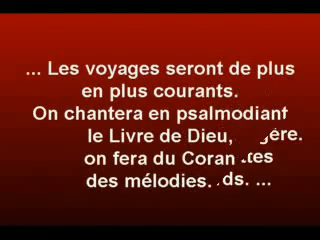 ... Les voyages seront de plus
en plus courants.
On chantera en psalmodiant
le Livre de Dieu,
on fera du Coran
des mélodies. ...